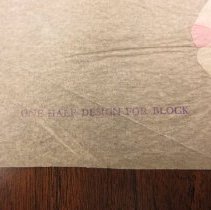 ONE HALF DESIGN FOR BLOCK